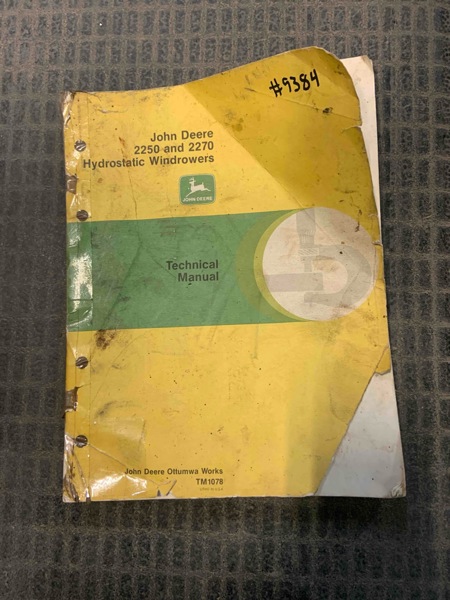 #9384
John Deere
2250 and 2270
Hydrostatic Windrowers
JOHN DEERE
Technical
Manual
John Deere Ottumwa Works
TM1078